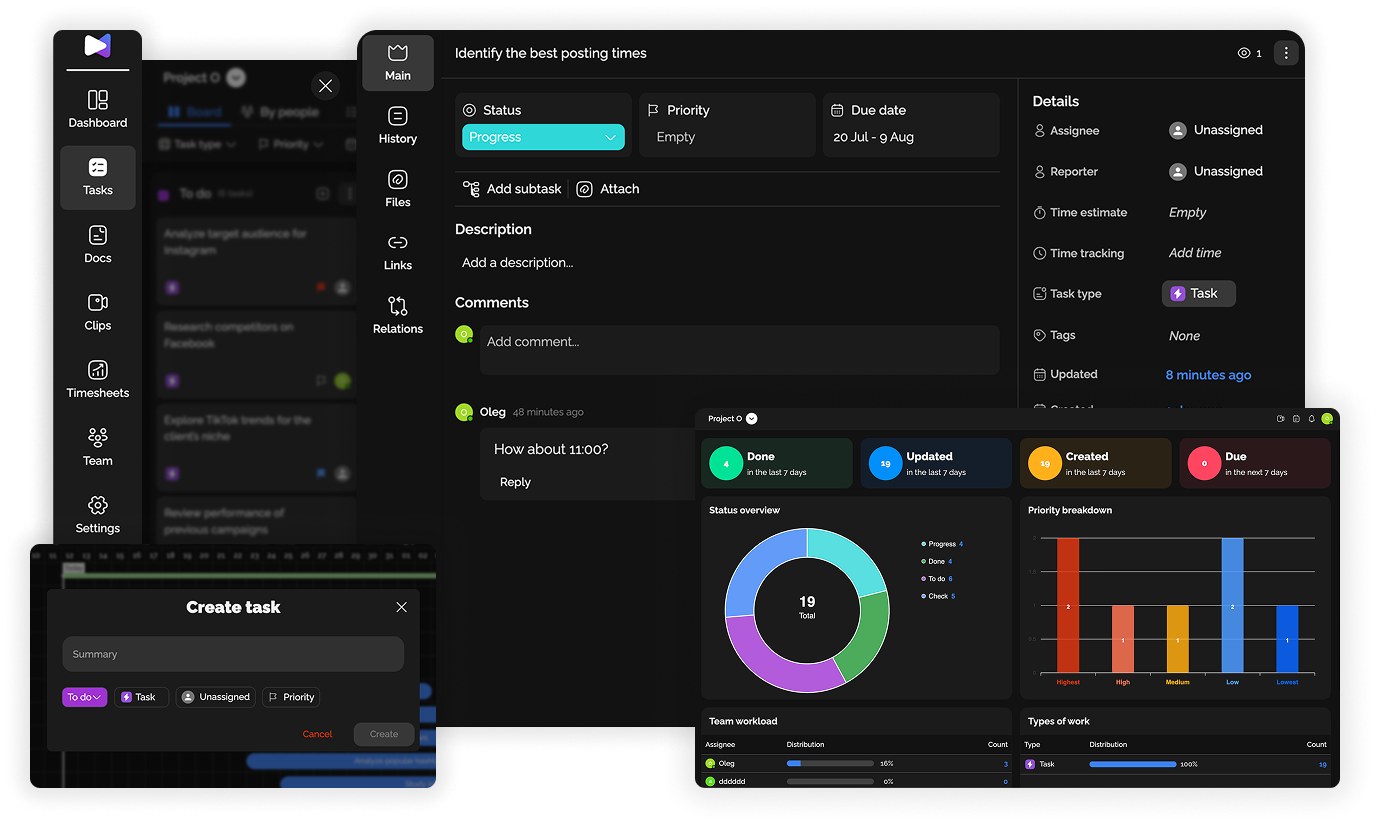 Dashboard
Tasks
Docs
Clips
Timesheets
Team
Settings
Project O
Board
By people
Task type
Priority
To do
Analyze target audience for
Instagram
Research competitors on
Facebook
Explore TikTok trends for the
client's niche
Review performance of
previous campaigns
Main
History
Files
Links
Relations
Identify the best posting times
1
Status
Progress
Priority
Empty
Due date
20 Jul - 9 Aug
Add subtask
Attach
Description
Add a description...
Comments
Add comment...
Oleg 48 minutes ago
How about 11:00?
Reply
Details
Assignee Unassigned
Reporter Unassigned
Time estimate Empty
Time tracking Add time
Task type Task
Tags None
Updated 8 minutes ago
Create task
Summary
To do Task Unassigned Priority
Cancel Create
Project O
4 Done
in the last 7 days
19 Updated
in the last 7 days
19 Created
in the last 7 days
0 Due
in the next 7 days
Status overview
19
Total
Progress 4
Done 4
To do 6
Check 5
Priority breakdown
2
1.5
1
0.5
0
2 1 1 2 1
Highest High Medium Low Lowest
Team workload
Assignee Distribution Count
Oleg 16% 3
dddddd 0% 0
Types of work
Type Distribution Count
Task 100% 19